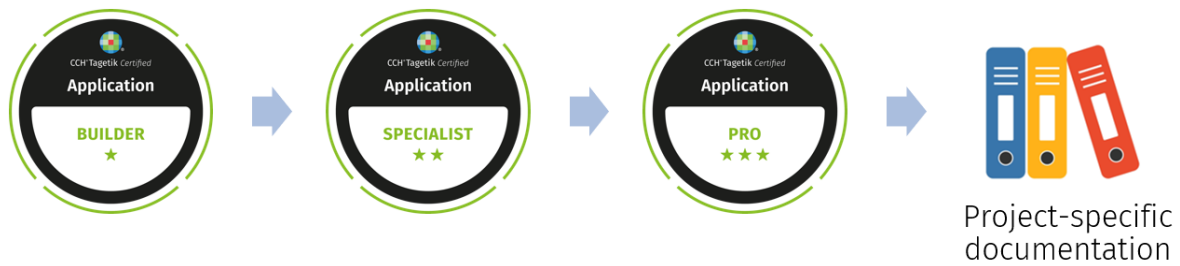 CCH® Tagetik Certified
Application
BUILDER
CCH® Tagetik Certified
Application
SPECIALIST
CCH® Tagetik Certified
Application
PRO
Project-specific
documentation